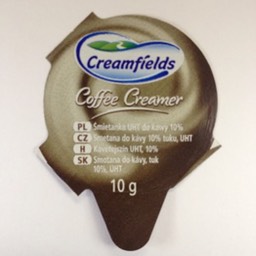 Creamfields
Coffee Creamer
PL Śmietanka UHT do kawy 10%
CZ Smetana do kávy 10% tuku, UHT
H Kávétejszín UHT, 10%
SK Smotana do kávy, tuk
10%, UHT
10 g